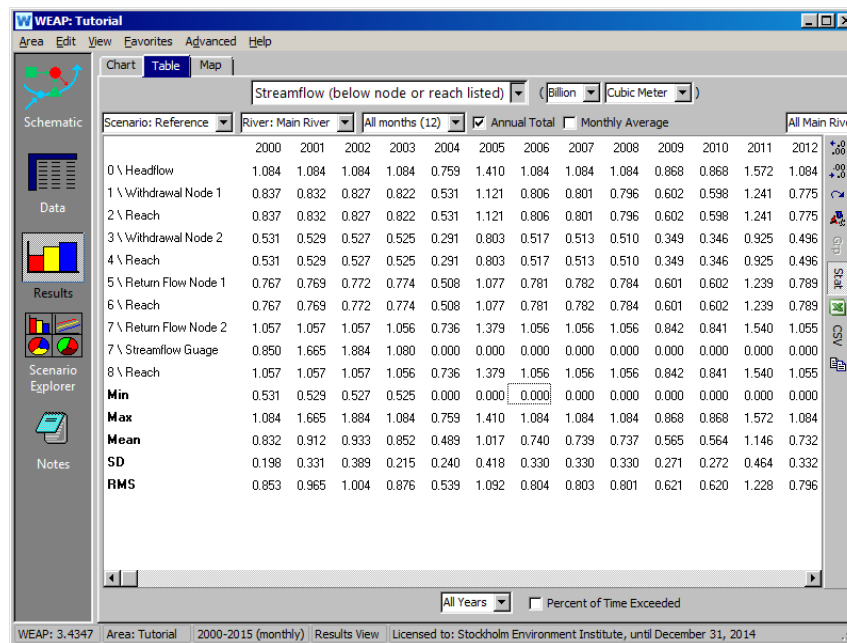 WEAP: Tutorial
Area Edit View Favorites Advanced Help
Chart Table Map
Streamflow (below node or reach listed) ( Billion Cubic Meter )
Scenario: Reference River: Main River All months (12) Annual Total Monthly Average All Main Rive
2000 2001 2002 2003 2004 2005 2006 2007 2008 2009 2010 2011 2012
0 \ Headflow 1.084 1.084 1.084 1.084 0.759 1.410 1.084 1.084 1.084 0.868 0.868 1.572 1.084
1 \ Withdrawal Node 1 0.837 0.832 0.827 0.822 0.531 1.121 0.806 0.801 0.796 0.602 0.598 1.241 0.775
2 \ Reach 0.837 0.832 0.827 0.822 0.531 1.121 0.806 0.801 0.796 0.602 0.598 1.241 0.775
3 \ Withdrawal Node 2 0.531 0.529 0.527 0.525 0.291 0.803 0.517 0.513 0.510 0.349 0.346 0.925 0.496
4 \ Reach 0.531 0.529 0.527 0.525 0.291 0.803 0.517 0.513 0.510 0.349 0.346 0.925 0.496
5 \ Return Flow Node 1 0.767 0.769 0.772 0.774 0.508 1.077 0.781 0.782 0.784 0.601 0.602 1.239 0.789
6 \ Reach 0.767 0.769 0.772 0.774 0.508 1.077 0.781 0.782 0.784 0.601 0.602 1.239 0.789
7 \ Return Flow Node 2 1.057 1.057 1.057 1.056 0.736 1.379 1.056 1.056 1.056 0.842 0.841 1.540 1.055
7 \ Streamflow Guage 0.850 1.665 1.884 1.080 0.000 0.000 0.000 0.000 0.000 0.000 0.000 0.000 0.000
8 \ Reach 1.057 1.057 1.057 1.056 0.736 1.379 1.056 1.056 1.056 0.842 0.841 1.540 1.055
Min 0.531 0.529 0.527 0.525 0.000 0.000 0.000 0.000 0.000 0.000 0.000 0.000 0.000
Max 1.084 1.665 1.884 1.084 0.759 1.410 1.084 1.084 1.084 0.868 0.868 1.572 1.084
Mean 0.832 0.912 0.933 0.852 0.489 1.017 0.740 0.739 0.737 0.565 0.564 1.146 0.732
SD 0.198 0.331 0.389 0.215 0.240 0.418 0.330 0.330 0.330 0.271 0.272 0.464 0.332
RMS 0.853 0.965 1.004 0.876 0.539 1.092 0.804 0.803 0.801 0.621 0.620 1.228 0.796
Schematic
Data
Results
Scenario
Explorer
Notes
Stat
CSV
All Years Percent of Time Exceeded
WEAP: 3.4347 Area: Tutorial 2000-2015 (monthly) Results View Licensed to: Stockholm Environment Institute, until December 31, 2014